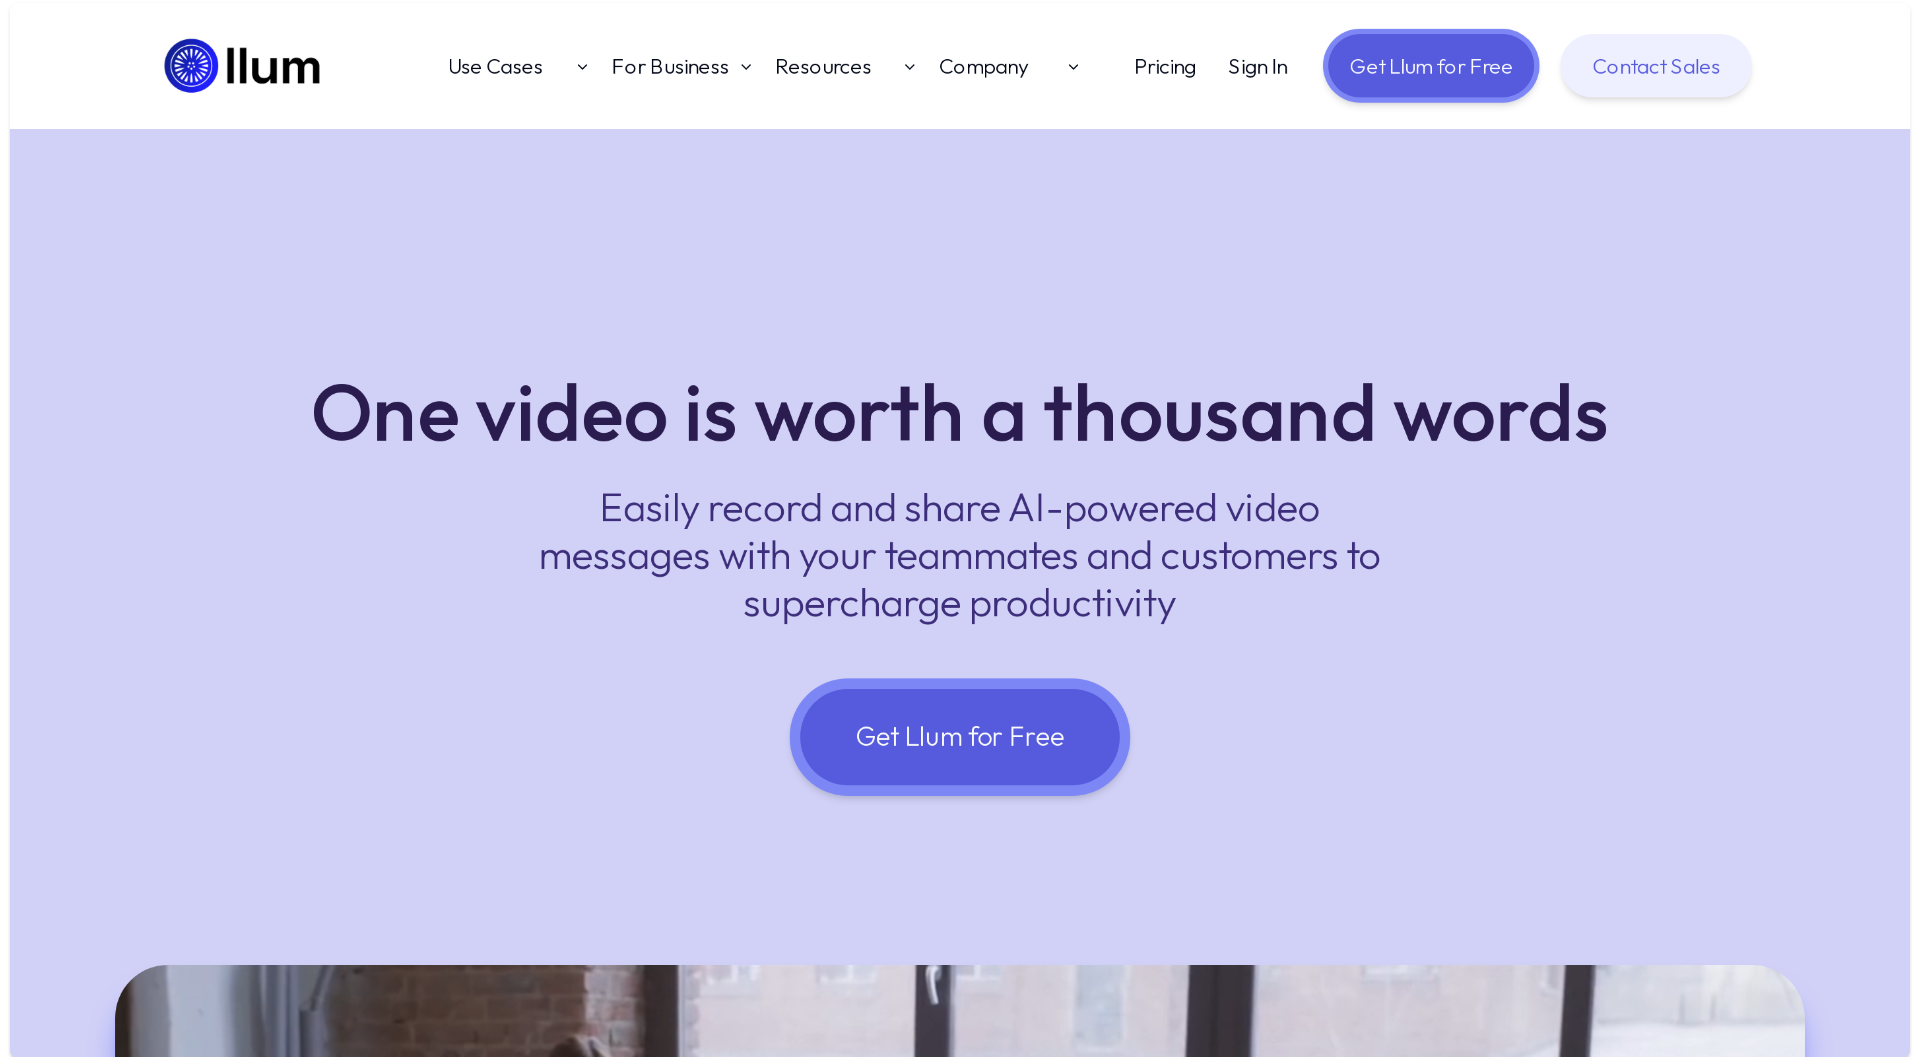 llum
Use Cases
For Business
Resources
Company
Pricing
Sign In
Get Llum for Free
Contact Sales
One video is worth a thousand words
Easily record and share AI-powered video
messages with your teammates and customers to
supercharge productivity
Get Llum for Free